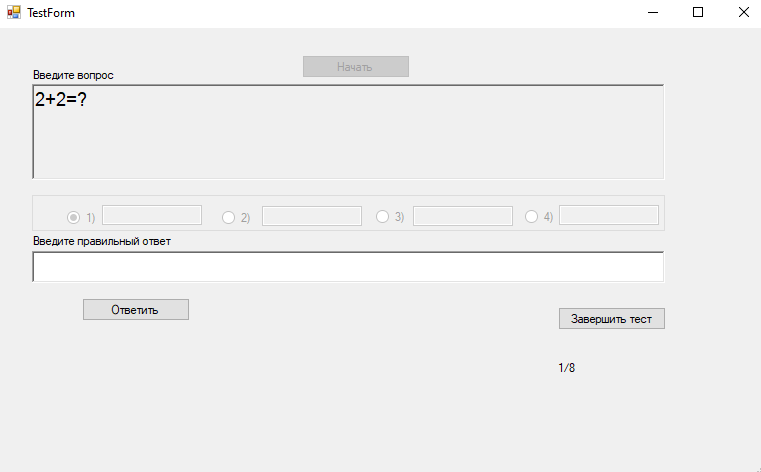 TestForm
Начать
Введите вопрос
2+2=?
1) 2) 3) 4)
Введите правильный ответ
Ответить
Завершить тест
1/8